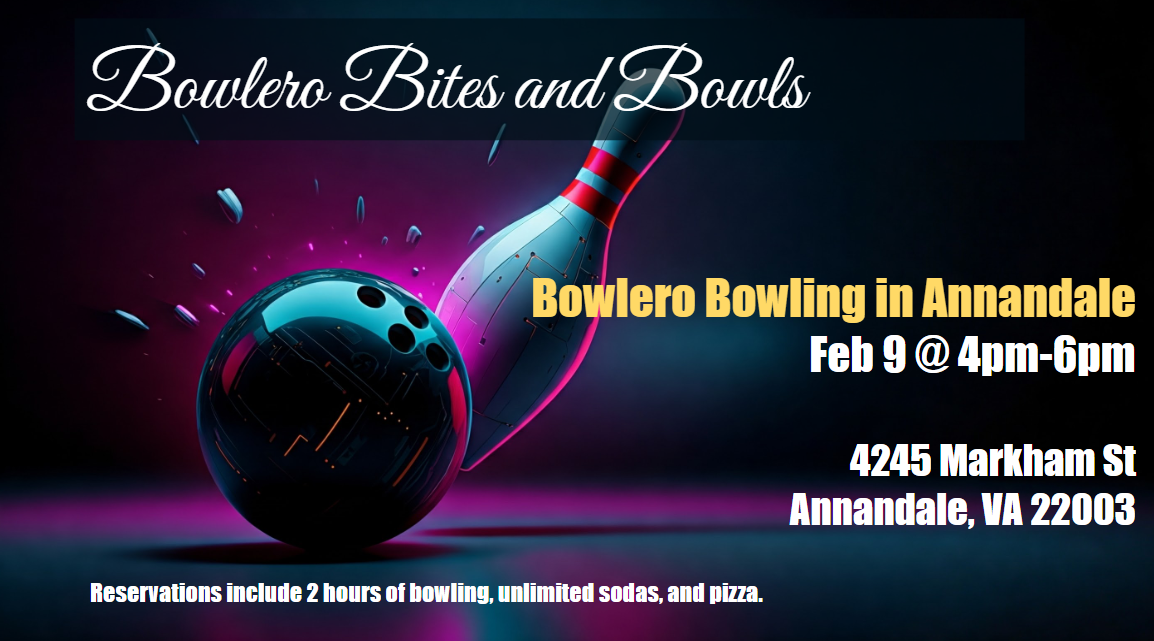 Bowlero Bites and Bowls
Bowlero Bowling in Annandale
Feb 9 @ 4pm-6pm
4245 Markham St
Annandale, VA 22003
Reservations include 2 hours of bowling, unlimited sodas, and pizza.